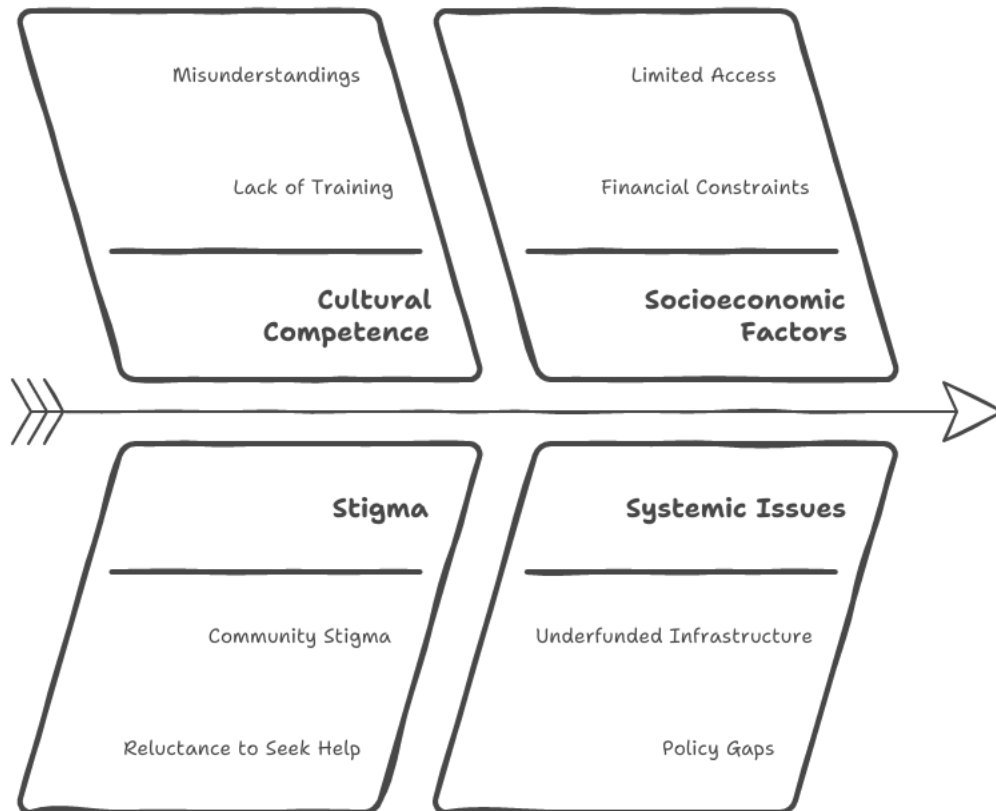 Misunderstandings
Lack of Training
Cultural
Competence
Limited Access
Financial Constraints
Socioeconomic
Factors
Stigma
Community Stigma
Reluctance to Seek Help
Systemic Issues
Underfunded Infrastructure
Policy Gaps